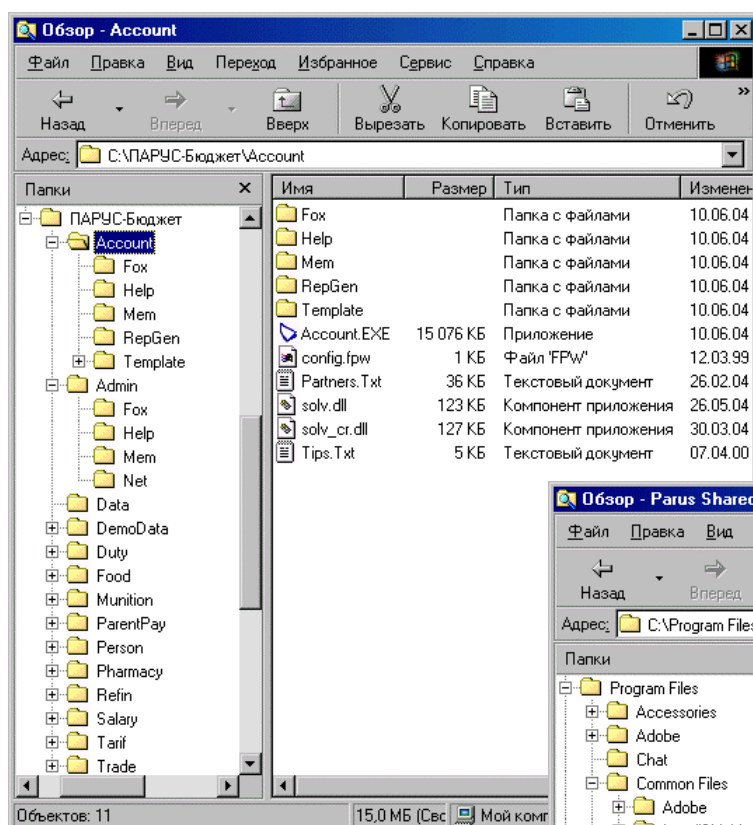 Обзор - Account
Файл Правка Вид Переход Избранное Сервис Справка
Назад Вперед Вверх Вырезать Копировать Вставить Отменить
Адрес: C:\ПАРУС-Бюджет\Account
Папки
ПАРУС-Бюджет
Account
Fox
Help
Mem
RepGen
Template
Admin
Fox
Help
Mem
Net
Data
DemoData
Duty
Food
Munition
ParentPay
Person
Pharmacy
Refin
Salary
Tarif
Trade
Имя Размер Тип Изменен
Fox Папка с файлами 10.06.04
Help Папка с файлами 10.06.04
Mem Папка с файлами 10.06.04
RepGen Папка с файлами 10.06.04
Template Папка с файлами 10.06.04
Account.EXE 15 076 КБ Приложение 10.06.04
config.fpw 1 КБ Файл 'FPW' 12.03.99
Partners.Txt 36 КБ Текстовый документ 26.02.04
solv.dll 123 КБ Компонент приложения 26.05.04
solv_cr.dll 127 КБ Компонент приложения 30.03.04
Tips.Txt 5 КБ Текстовый документ 07.04.00
Объектов: 11 15,0 МБ (Свс Мой комп
Обзор - Parus Shared
Файл Правка Вид
Назад Вперед
Адрес: C:\Program Files
Папки
Program Files
Accessories
Adobe
Chat
Common Files
Adobe